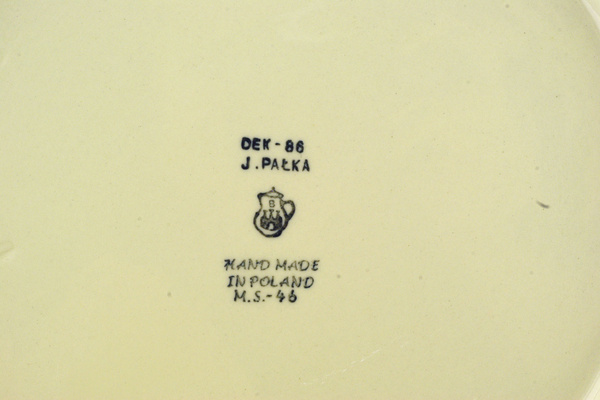 DEK-86
J.PAŁKA
B
HAND MADE
IN POLAND
M.S.-46